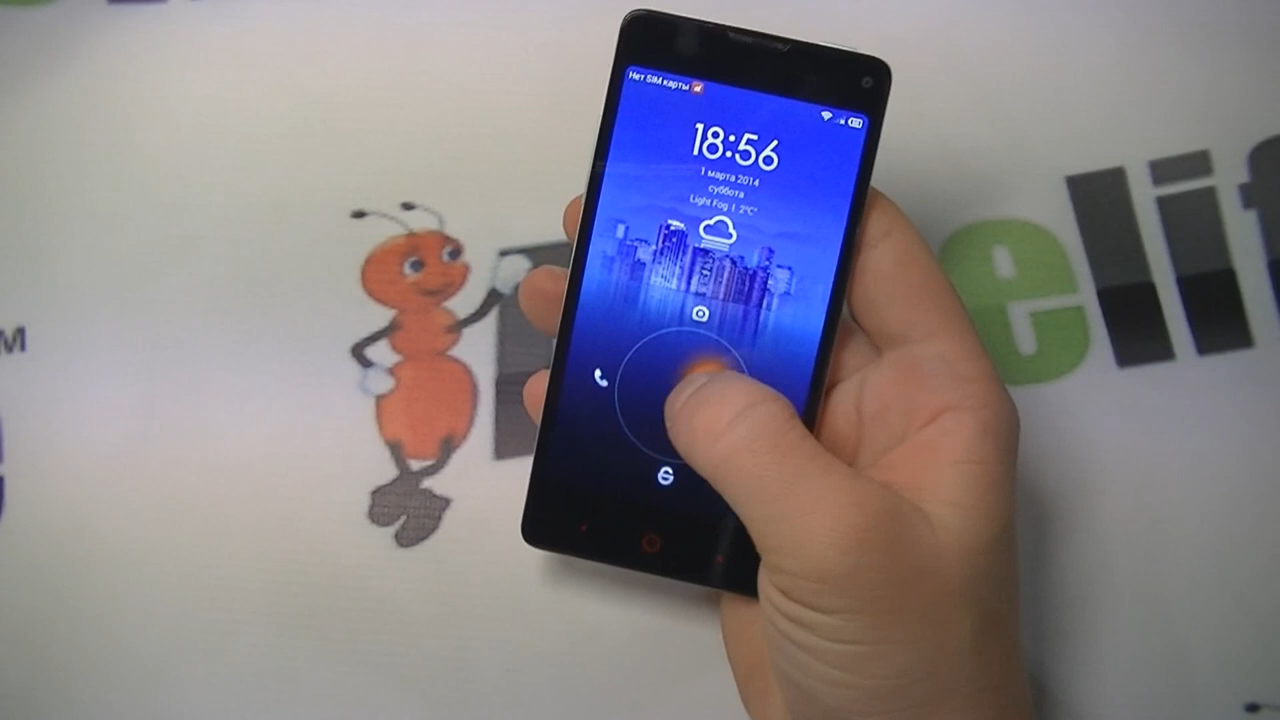 Нет SIM карты
18:56
1 марта 2014
суббота
Light Fog | 2°C
elif
м